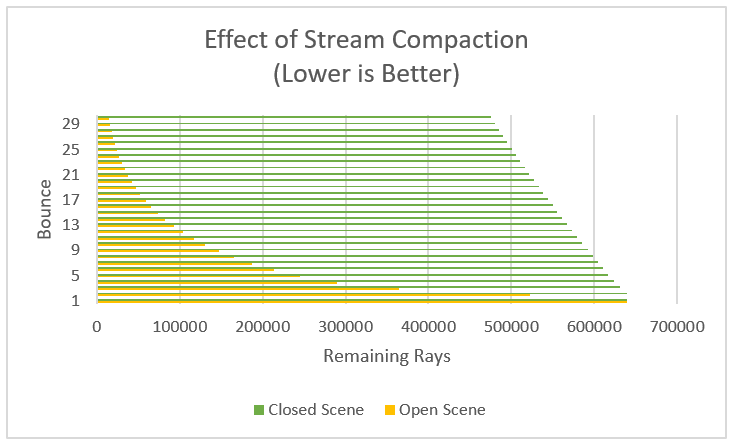 Effect of Stream Compaction
(Lower is Better)
29
25
21
17
13
9
5
1
Bounce
0 100000 200000 300000 400000 500000 600000 700000
Remaining Rays
Closed Scene Open Scene